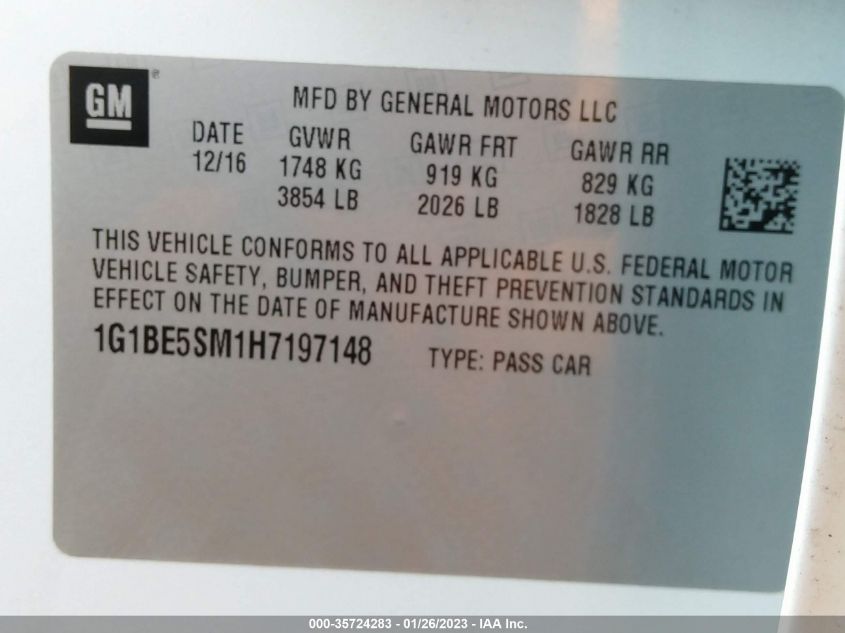 GM ®
MFD BY GENERAL MOTORS LLC
DATE GVWR GAWR FRT GAWR RR
12/16 1748 KG 919 KG 829 KG
3854 LB 2026 LB 1828 LB
THIS VEHICLE CONFORMS TO ALL APPLICABLE U.S. FEDERAL MOTOR
VEHICLE SAFETY, BUMPER, AND THEFT PREVENTION STANDARDS IN
EFFECT ON THE DATE OF MANUFACTURE SHOWN ABOVE.
1G1BE5SM1H7197148 TYPE: PASS CAR
000-35724283 - 01/26/2023 - IAA Inc.